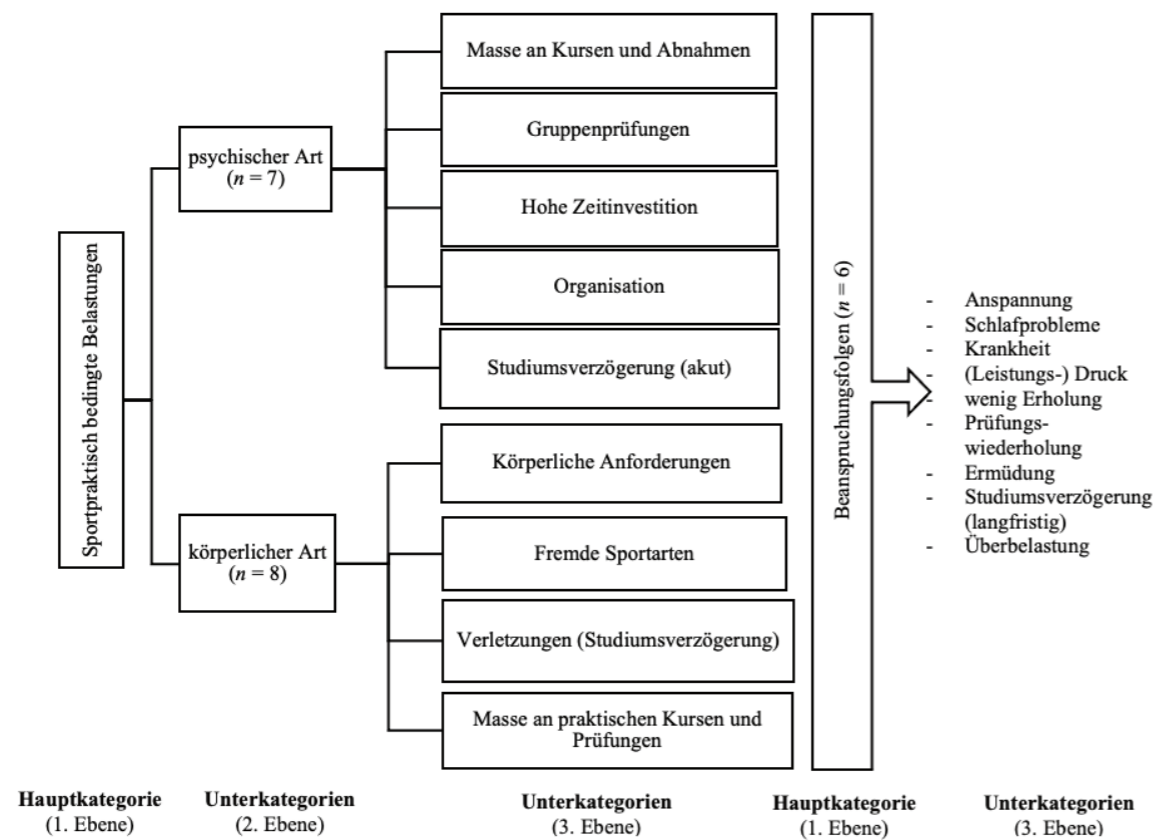 Sportpraktisch bedingte Belastungen
psychischer Art
(n = 7)
Masse an Kursen und Abnahmen
Gruppenprüfungen
Hohe Zeitinvestition
Organisation
Studiumsverzögerung (akut)
körperlicher Art
(n = 8)
Körperliche Anforderungen
Fremde Sportarten
Verletzungen (Studiumsverzögerung)
Masse an praktischen Kursen und
Prüfungen
Beanspruchungsfolgen (n = 6)
- Anspannung
- Schlafprobleme
- Krankheit
- (Leistungs-) Druck
- wenig Erholung
- Prüfungs-
wiederholung
- Ermüdung
- Studiumsverzögerung
(langfristig)
- Überbelastung
Hauptkategorie
(1. Ebene)
Unterkategorien
(2. Ebene)
Unterkategorien
(3. Ebene)
Hauptkategorie
(1. Ebene)
Unterkategorien
(3. Ebene)